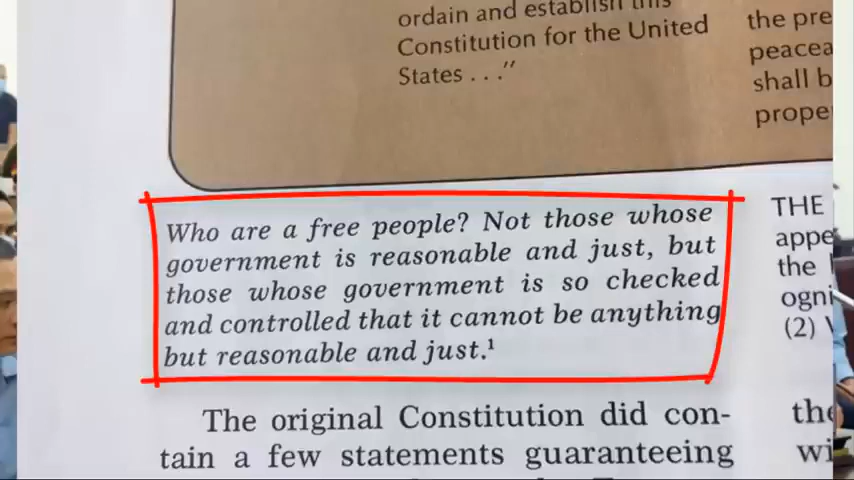 ordain and establish this
Constitution for the United
States . . ."
the pre
peacea
shall b
prope
Who are a free people? Not those whose
government is reasonable and just, but
those whose government is so checked
and controlled that it cannot be anything
but reasonable and just.¹
The original Constitution did con-
tain a few statements guaranteeing
THE
appe
the
ogni
(2)
the
wi